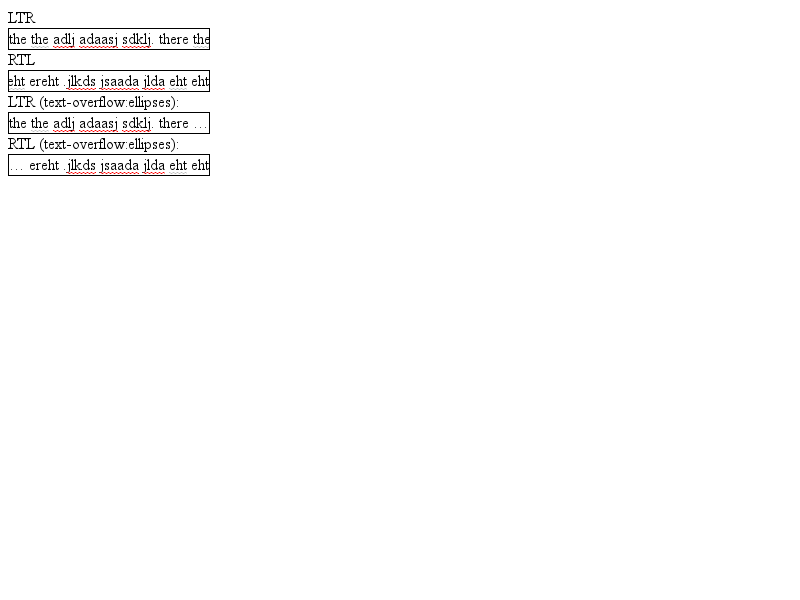 LTR
the the adlj adaasj sdklj. there the
RTL
eht ereht .jlkds jsaada jlda eht eht
LTR (text-overflow:ellipses):
the the adlj adaasj sdklj. there …
RTL (text-overflow:ellipses):
… ereht .jlkds jsaada jlda eht eht